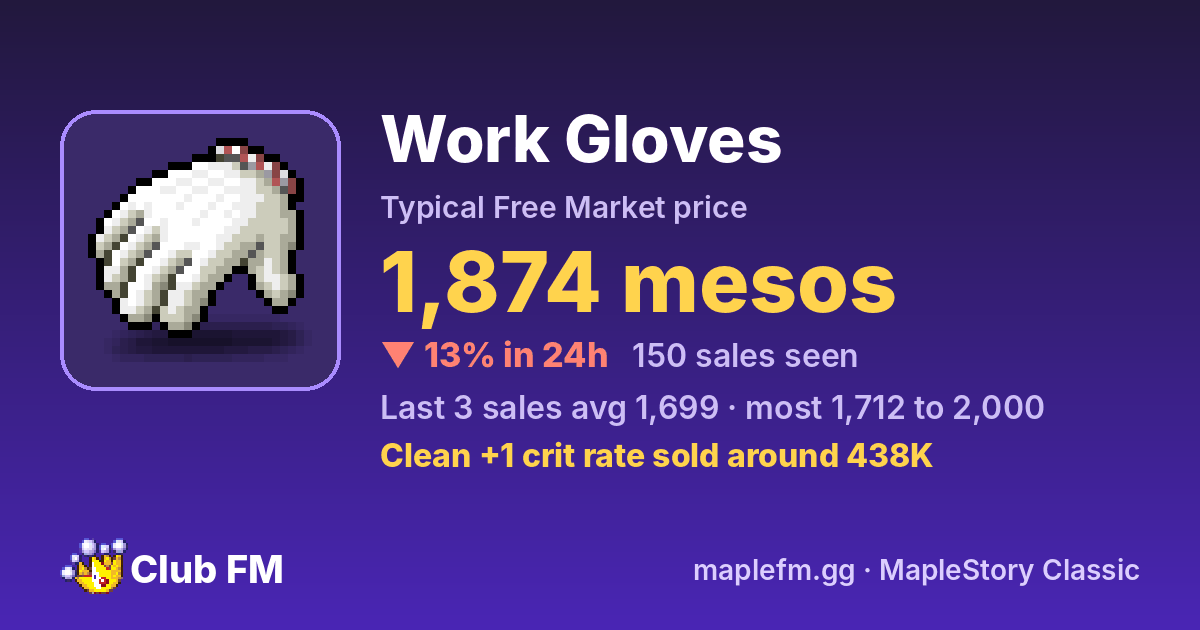 Work Gloves
Typical Free Market price
1,874 mesos
▼ 13% in 24h 150 sales seen
Last 3 sales avg 1,699 · most 1,712 to 2,000
Clean +1 crit rate sold around 438K
Club FM
maplefm.gg · MapleStory Classic